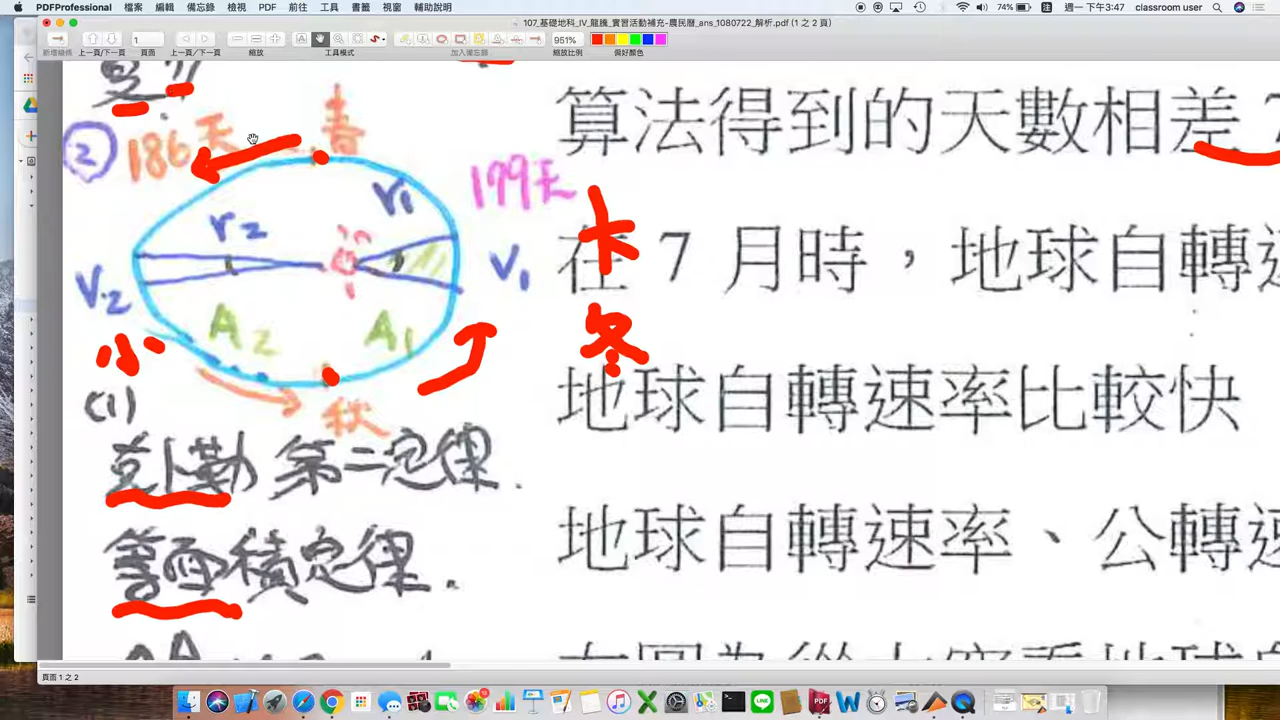 PDFProfessional 檔案 編輯 備忘錄 檢視 PDF 前往 工具 書籤 視窗 輔助說明 74% 週一 下午3:47 classroom user
107_基礎地科_IV_龍騰_實習活動補充-農民曆_ans_1080722_解析.pdf (1 之 2 頁)
1 951%
新增檔案 上一頁/下一頁 頁面 上一頁/下一頁 縮放 工具模式 加入備忘錄 縮放比例 偏好顏色
2 186天 春
179天
r2 r1
V2 V1
A2 A1
小
(1)
秋
冬
克卜勒 第二定律.
等面積定律.
算法得到的天數相差
在 7 月時，地球自轉
地球自轉速率比較快
地球自轉速率、公轉速
頁面 1 之 2